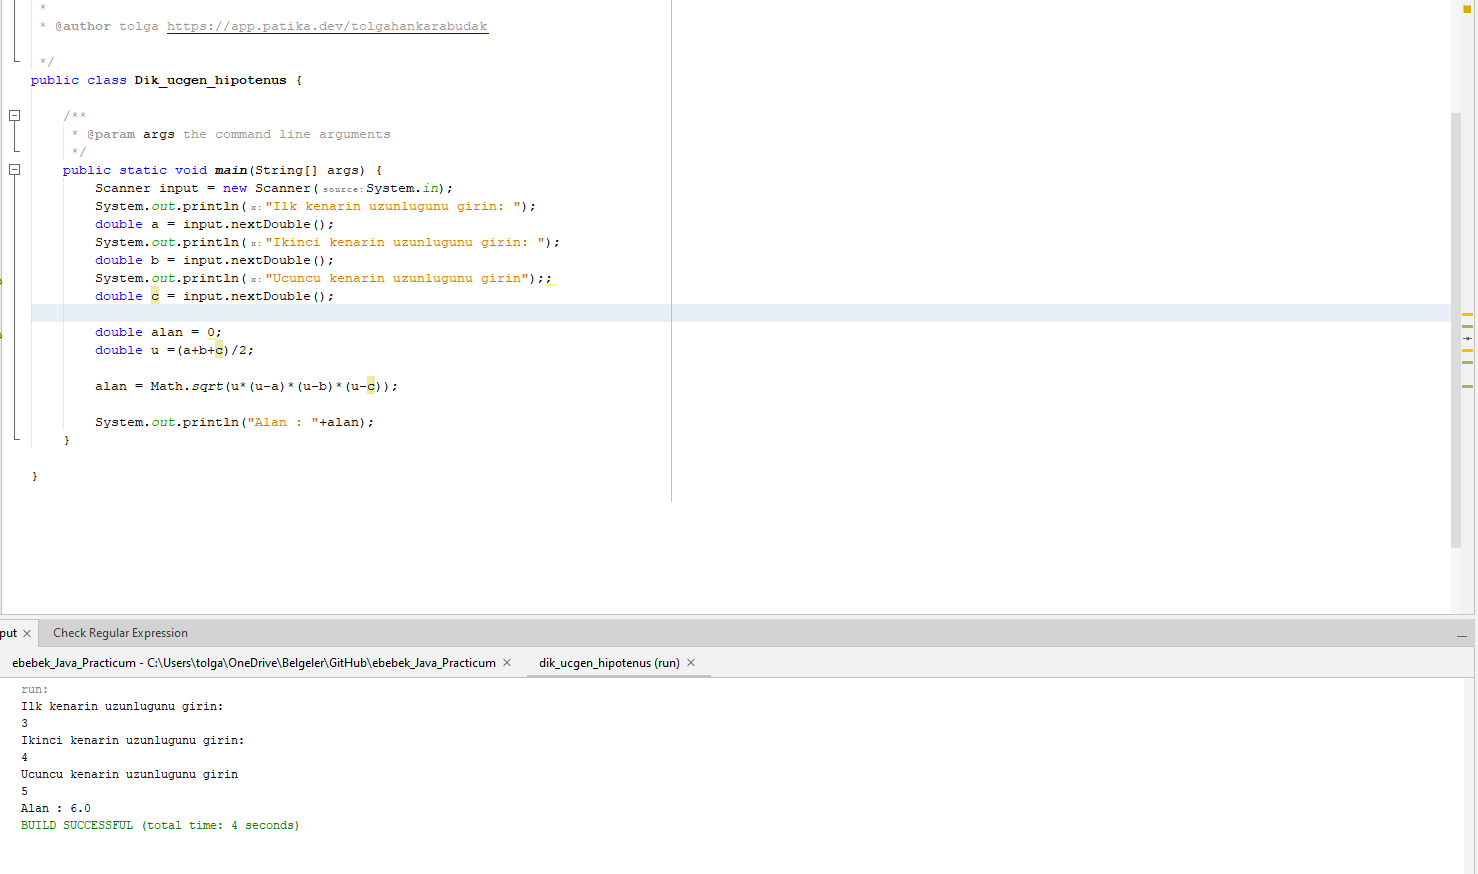 *
* @author tolga https://app.patika.dev/tolgahankarabudak
*/
public class Dik_ucgen_hipotenus {
/**
* @param args the command line arguments
*/
public static void main(String[] args) {
Scanner input = new Scanner( source: System.in);
System.out.println( x: "Ilk kenarin uzunlugunu girin: ");
double a = input.nextDouble();
System.out.println( x: "Ikinci kenarin uzunlugunu girin: ");
double b = input.nextDouble();
System.out.println( x: "Ucuncu kenarin uzunlugunu girin");;
double c = input.nextDouble();
double alan = 0;
double u =(a+b+c)/2;
alan = Math.sqrt(u*(u-a)*(u-b)*(u-c));
System.out.println("Alan : "+alan);
}
}
put Check Regular Expression
ebebek_Java_Practicum - C:\Users\tolga\OneDrive\Belgeler\GitHub\ebebek_Java_Practicum dik_ucgen_hipotenus (run)
run:
Ilk kenarin uzunlugunu girin:
3
Ikinci kenarin uzunlugunu girin:
4
Ucuncu kenarin uzunlugunu girin
5
Alan : 6.0
BUILD SUCCESSFUL (total time: 4 seconds)